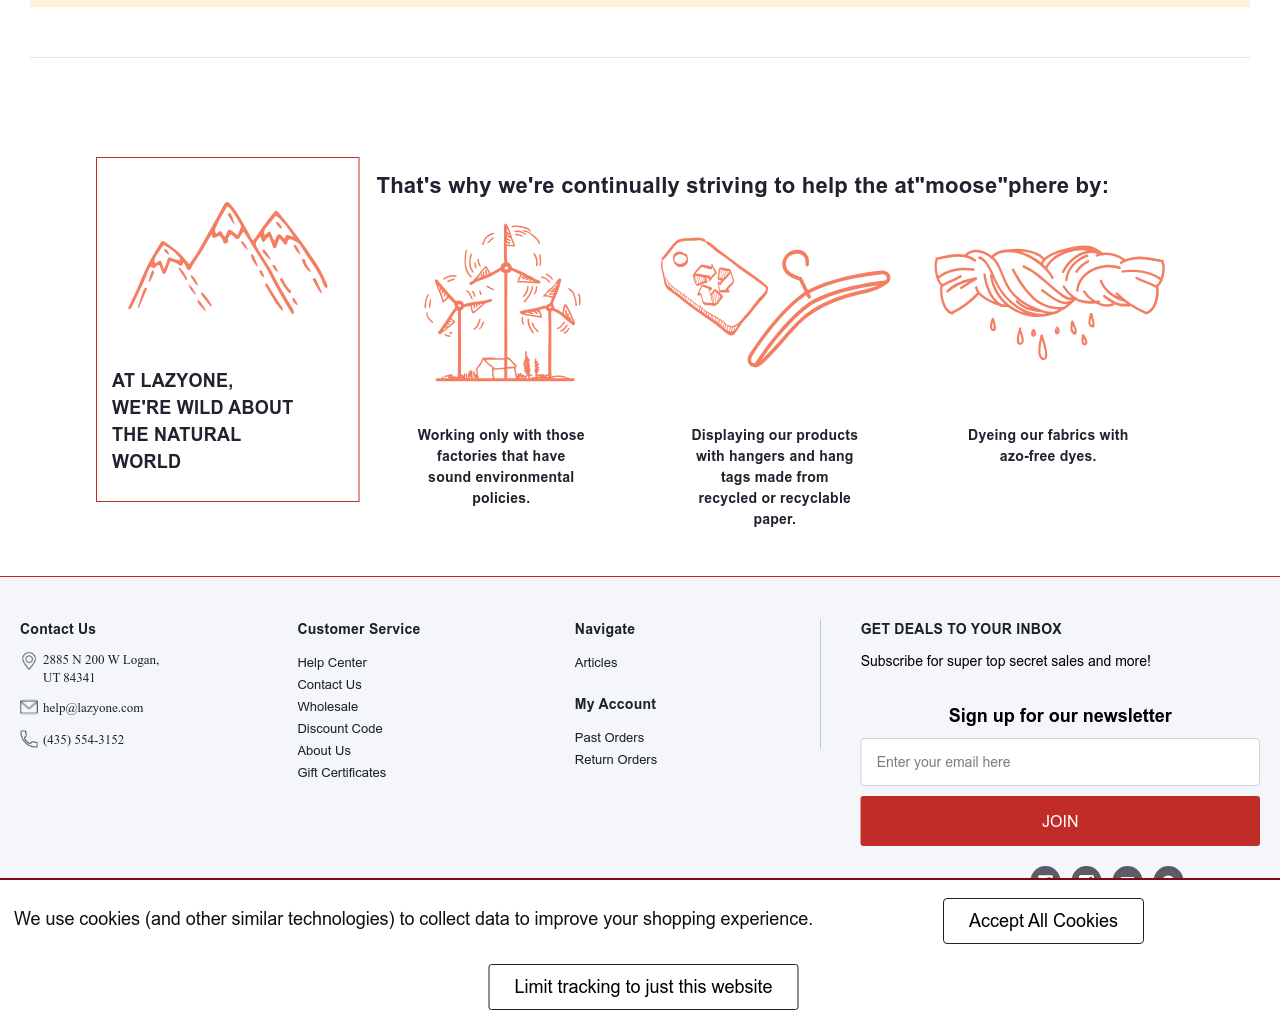 That's why we're continually striving to help the at"moose"phere by:
AT LAZYONE,
WE'RE WILD ABOUT
THE NATURAL
WORLD
Working only with those
factories that have
sound environmental
policies.
Displaying our products
with hangers and hang
tags made from
recycled or recyclable
paper.
Dyeing our fabrics with
azo-free dyes.
Contact Us
2885 N 200 W Logan,
UT 84341
help@lazyone.com
(435) 554-3152
Customer Service
Help Center
Contact Us
Wholesale
Discount Code
About Us
Gift Certificates
Navigate
Articles
My Account
Past Orders
Return Orders
GET DEALS TO YOUR INBOX
Subscribe for super top secret sales and more!
Sign up for our newsletter
Enter your email here
JOIN
We use cookies (and other similar technologies) to collect data to improve your shopping experience.
Accept All Cookies
Limit tracking to just this website